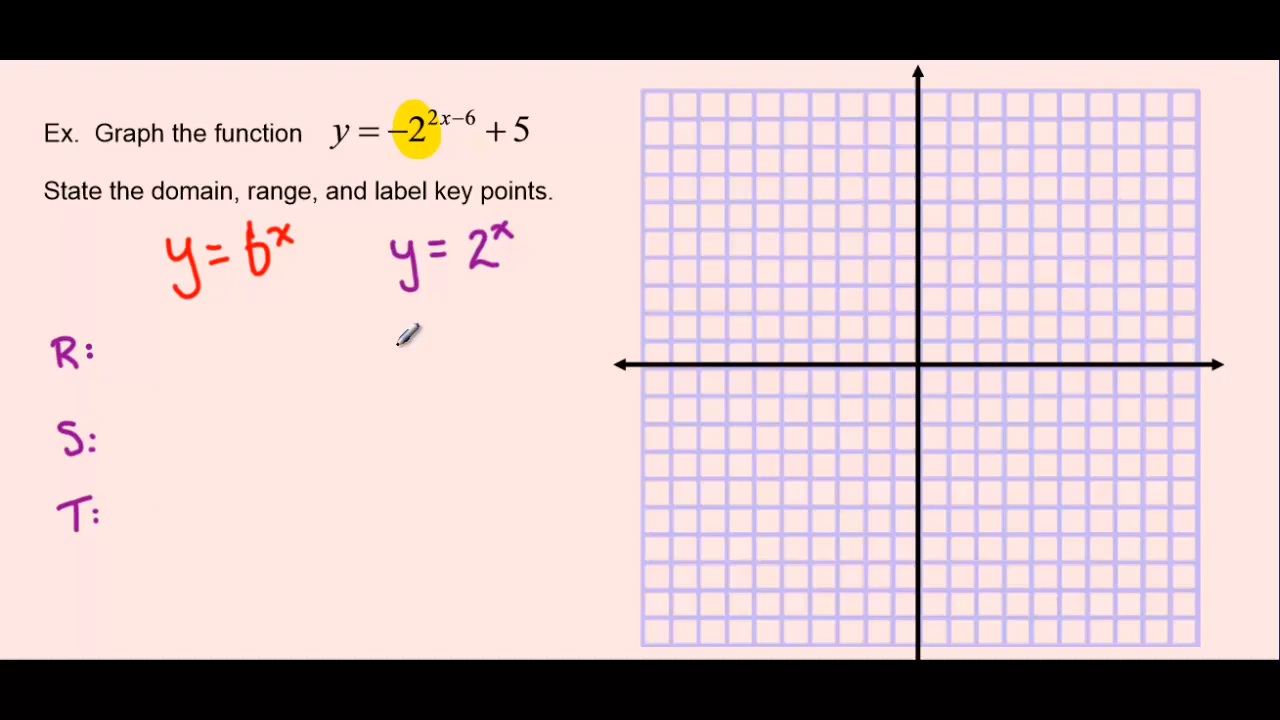 Ex. Graph the function y = −2^{2x−6} + 5
State the domain, range, and label key points.
y = b^x y = 2^x
R:
S:
T: